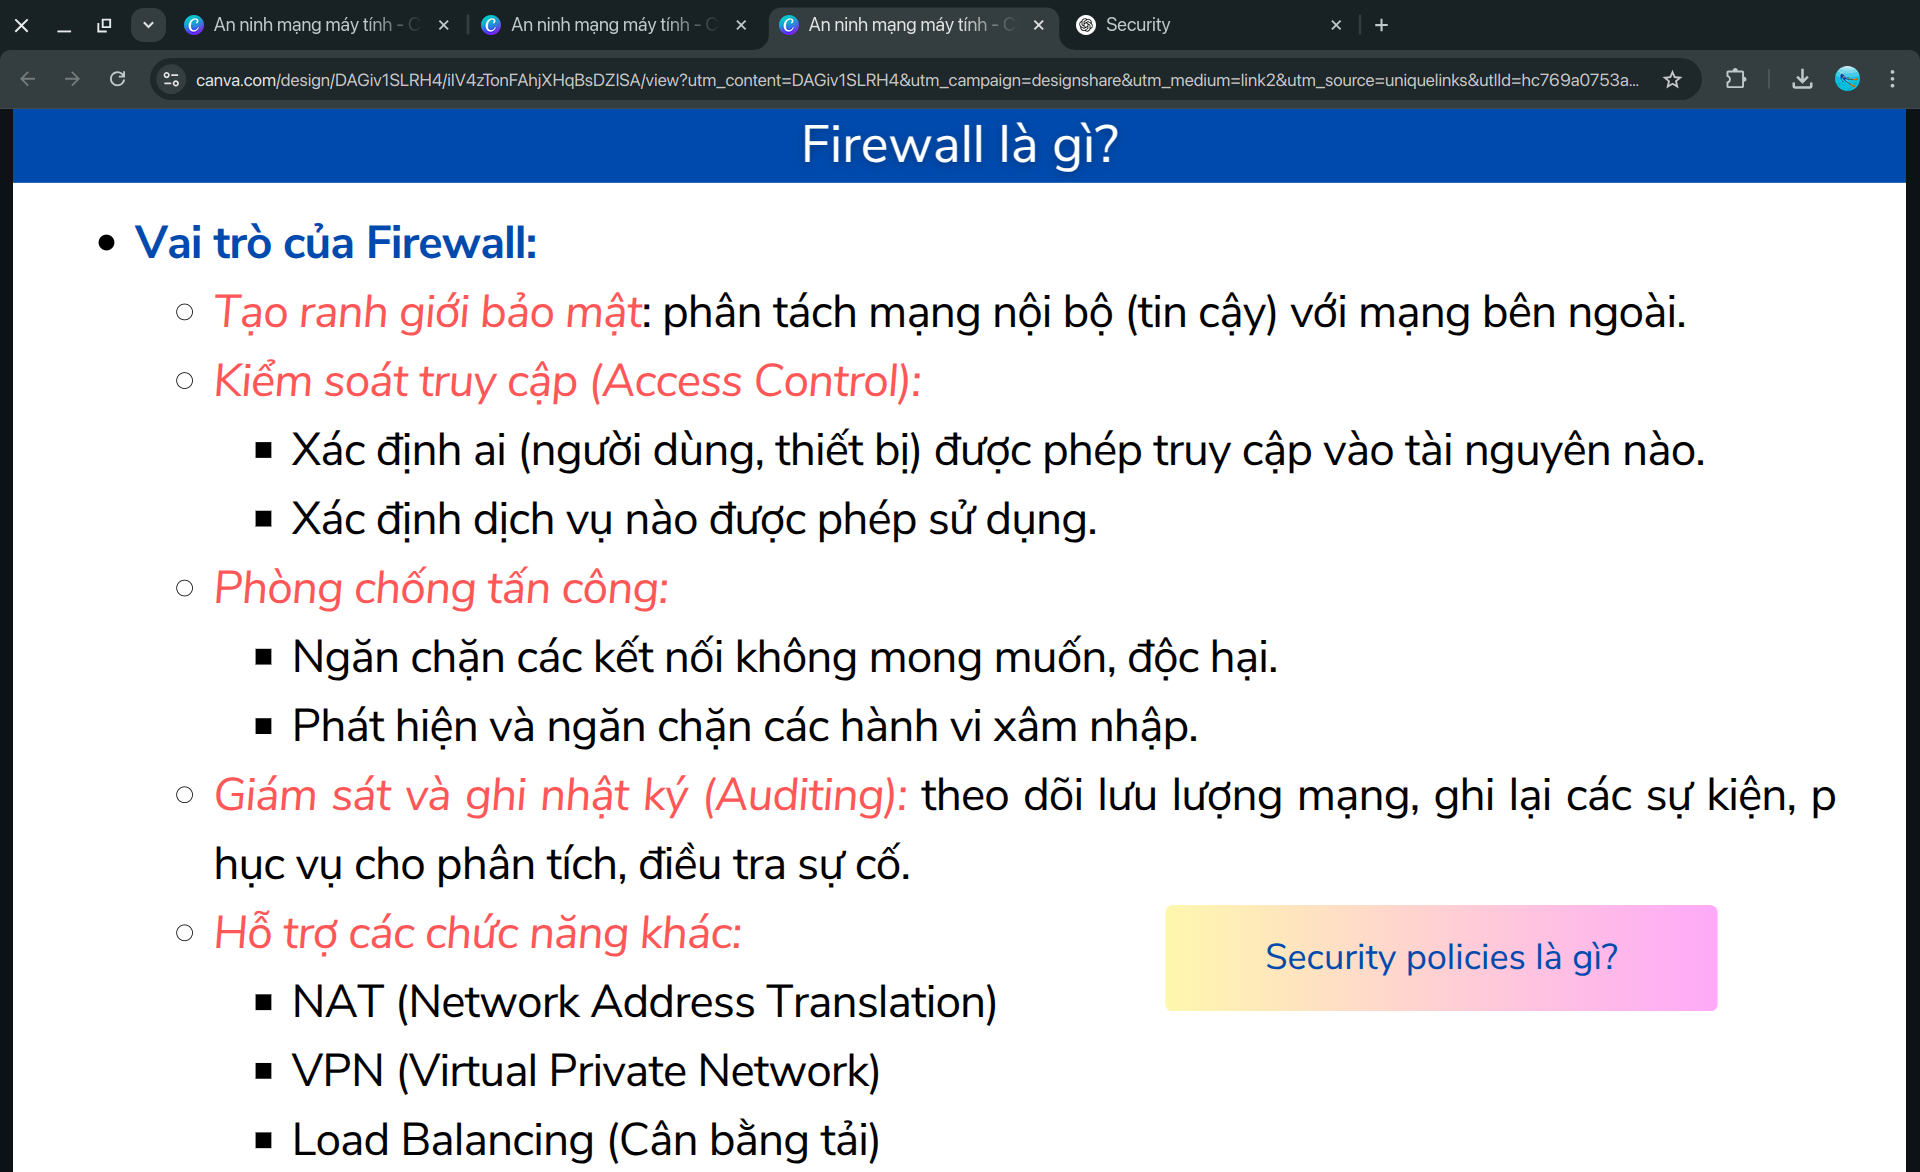 An ninh mạng máy tính - C
An ninh mạng máy tính - C
An ninh mạng máy tính - C
Security
canva.com/design/DAGiv1SLRH4/ilV4zTonFAhjXHqBsDZlSA/view?utm_content=DAGiv1SLRH4&utm_campaign=designshare&utm_medium=link2&utm_source=uniquelinks&utlId=hc769a0753a...
Firewall là gì?
Vai trò của Firewall:
Tạo ranh giới bảo mật: phân tách mạng nội bộ (tin cậy) với mạng bên ngoài.
Kiểm soát truy cập (Access Control):
Xác định ai (người dùng, thiết bị) được phép truy cập vào tài nguyên nào.
Xác định dịch vụ nào được phép sử dụng.
Phòng chống tấn công:
Ngăn chặn các kết nối không mong muốn, độc hại.
Phát hiện và ngăn chặn các hành vi xâm nhập.
Giám sát và ghi nhật ký (Auditing): theo dõi lưu lượng mạng, ghi lại các sự kiện, p
hục vụ cho phân tích, điều tra sự cố.
Hỗ trợ các chức năng khác:
Security policies là gì?
NAT (Network Address Translation)
VPN (Virtual Private Network)
Load Balancing (Cân bằng tải)